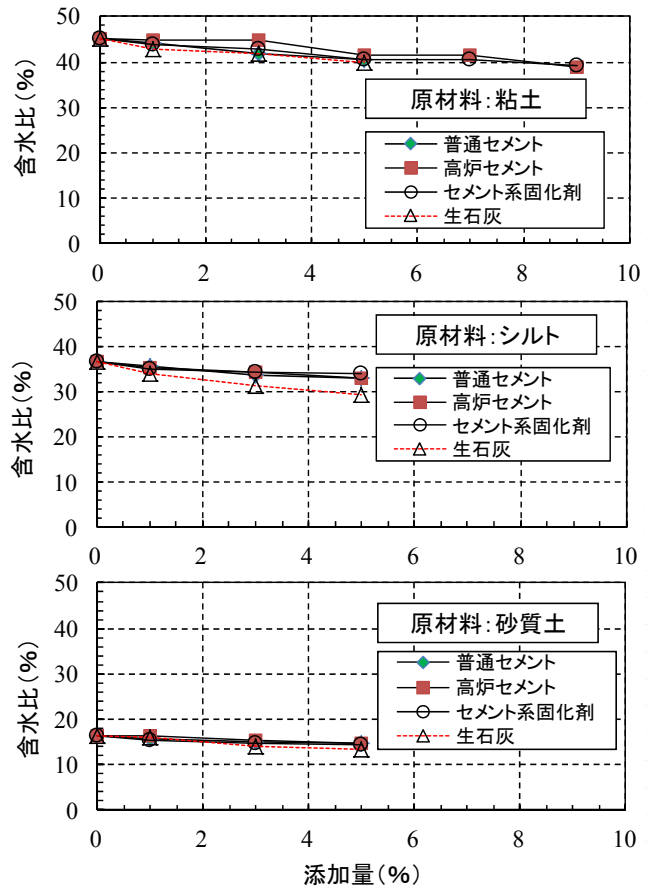 50
40
30
20
10
0
含水比(%)
原材料:粘土
普通セメント
高炉セメント
セメント系固化剤
生石灰
0 2 4 6 8 10
50
40
30
20
10
0
含水比(%)
原材料:シルト
普通セメント
高炉セメント
セメント系固化剤
生石灰
0 2 4 6 8 10
50
40
30
20
10
0
含水比(%)
原材料:砂質土
普通セメント
高炉セメント
セメント系固化剤
生石灰
0 2 4 6 8 10
添加量(%)